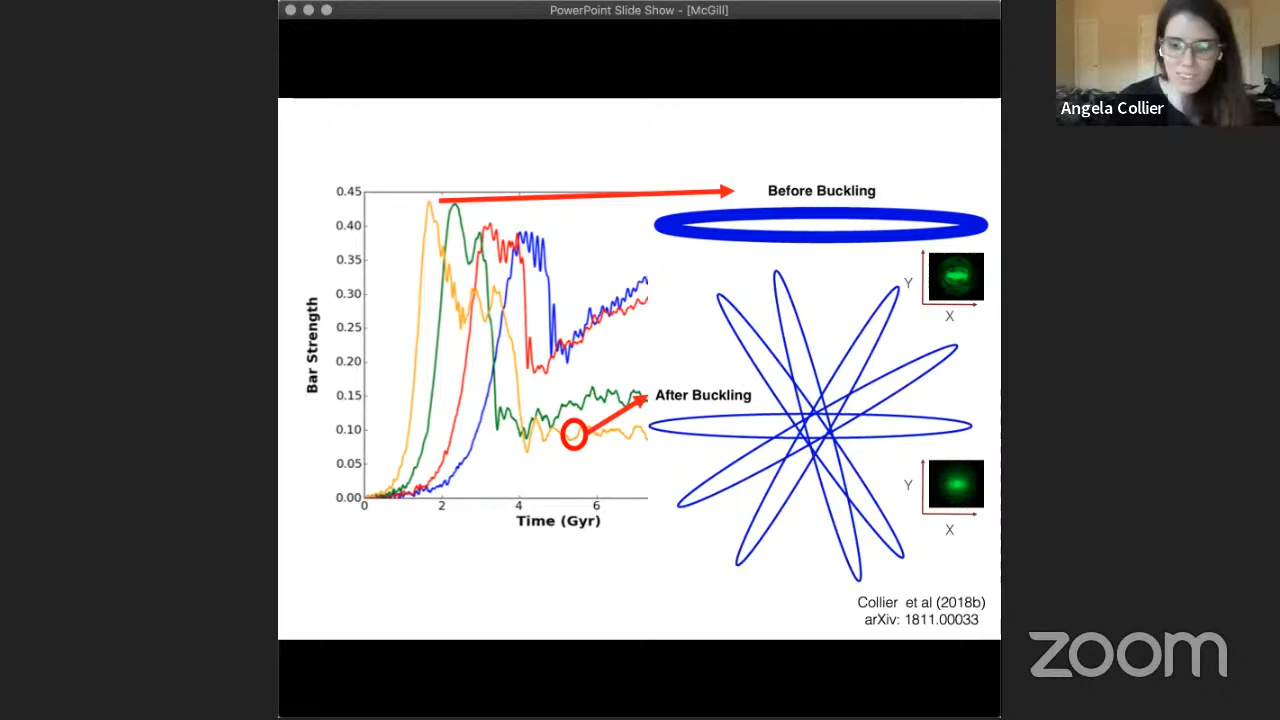 PowerPoint Slide Show - [McGill]
Angela Collier
Before Buckling
0.45
0.40
0.35
0.30
0.25
0.20
0.15
0.10
0.05
0.00
Bar Strength
0
2
4
6
Time (Gyr)
Y
X
After Buckling
Y
X
Collier et al (2018b)
arXiv: 1811.00033
zoom